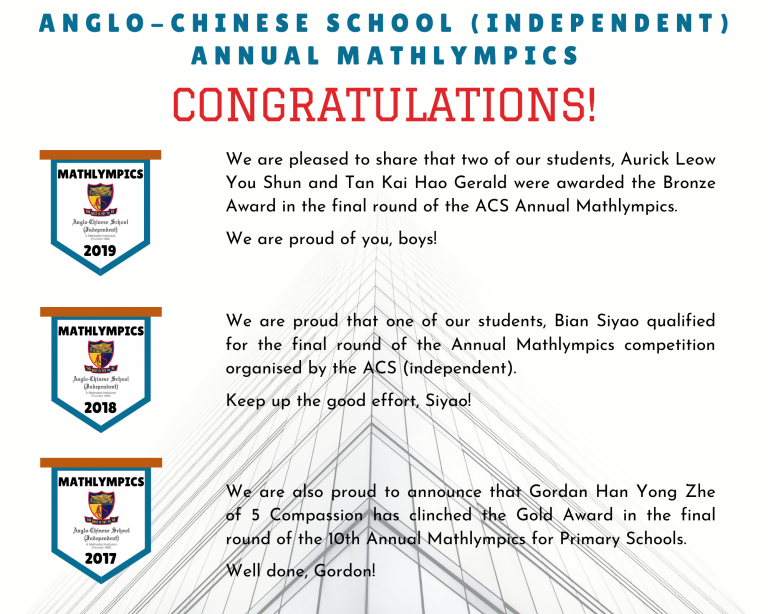 ANGLO-CHINESE SCHOOL (INDEPENDENT)
ANNUAL MATHLYMPICS
CONGRATULATIONS!
MATHLYMPICS
Anglo-Chinese School
(Independent)
2019
We are pleased to share that two of our students, Aurick Leow
You Shun and Tan Kai Hao Gerald were awarded the Bronze
Award in the final round of the ACS Annual Mathlympics.
We are proud of you, boys!
MATHLYMPICS
Anglo-Chinese School
(Independent)
2018
We are proud that one of our students, Bian Siyao qualified
for the final round of the Annual Mathlympics competition
organised by the ACS (independent).
Keep up the good effort, Siyao!
MATHLYMPICS
Anglo-Chinese School
(Independent)
2017
We are also proud to announce that Gordan Han Yong Zhe
of 5 Compassion has clinched the Gold Award in the final
round of the 10th Annual Mathlympics for Primary Schools.
Well done, Gordon!